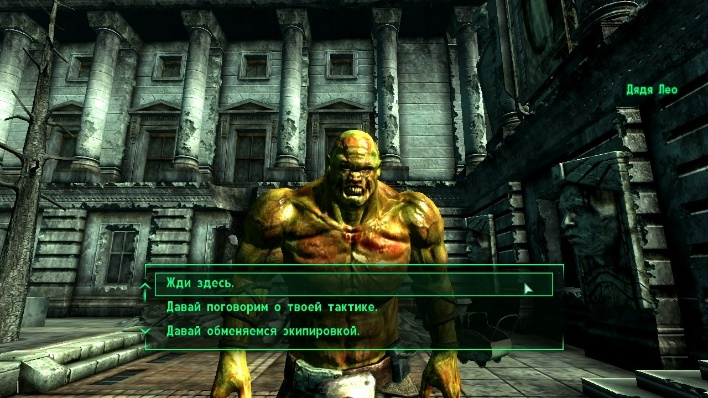 Дядя Лео
Жди здесь.
Давай поговорим о твоей тактике.
Давай обменяемся экипировкой.